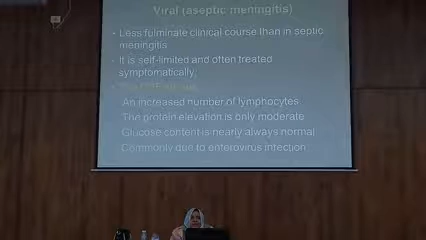 Viral (aseptic meningitis)
• Less fulminate clinical course than in septic
meningitis
• It is self-limited and often treated
symptomatically,
An increased number of lymphocytes
The protein elevation is only moderate
Glucose content is nearly always normal
Commonly due to enterovirus infection